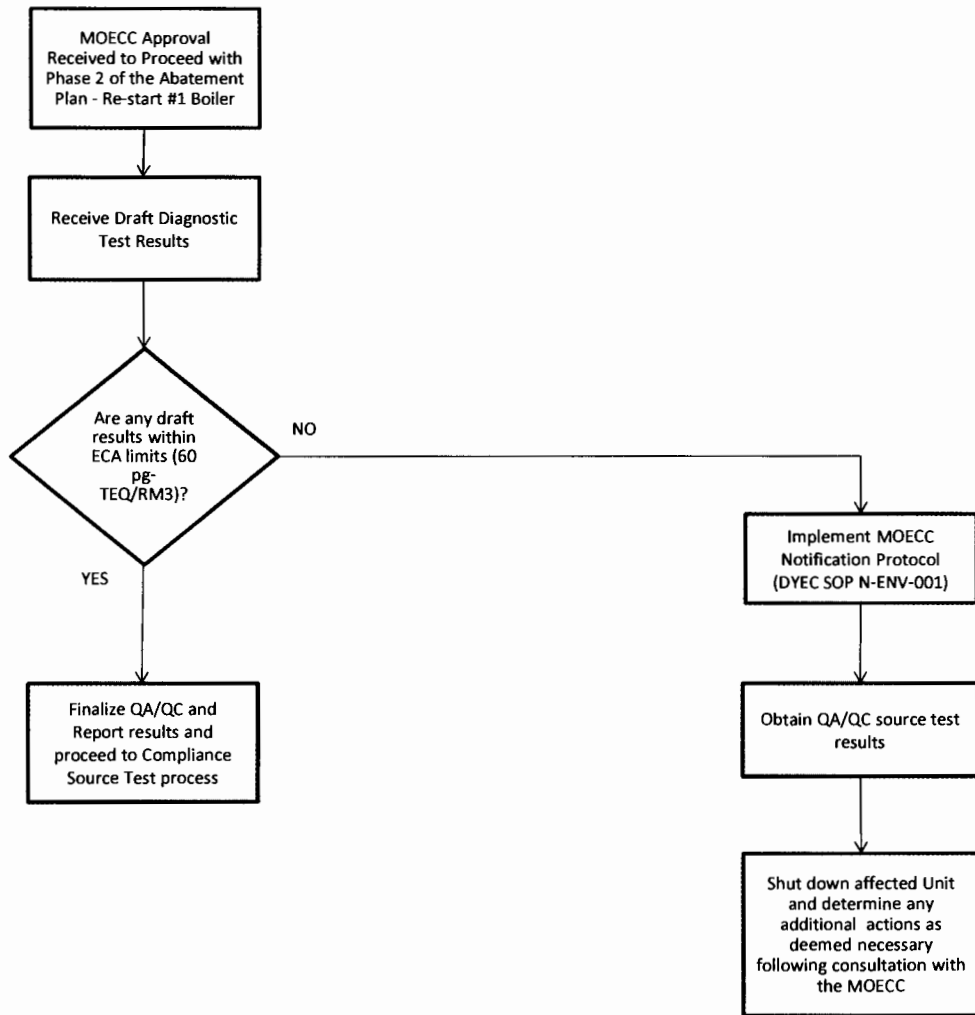 MOECC Approval
Received to Proceed with
Phase 2 of the Abatement
Plan - Re-start #1 Boiler
Receive Draft Diagnostic
Test Results
Are any draft
results within
ECA limits (60
pg-
TEQ/RM3)?
NO
YES
Implement MOECC
Notification Protocol
(DYEC SOP N-ENV-001)
Finalize QA/QC and
Report results and
proceed to Compliance
Source Test process
Obtain QA/QC source test
results
Shut down affected Unit
and determine any
additional actions as
deemed necessary
following consultation with
the MOECC